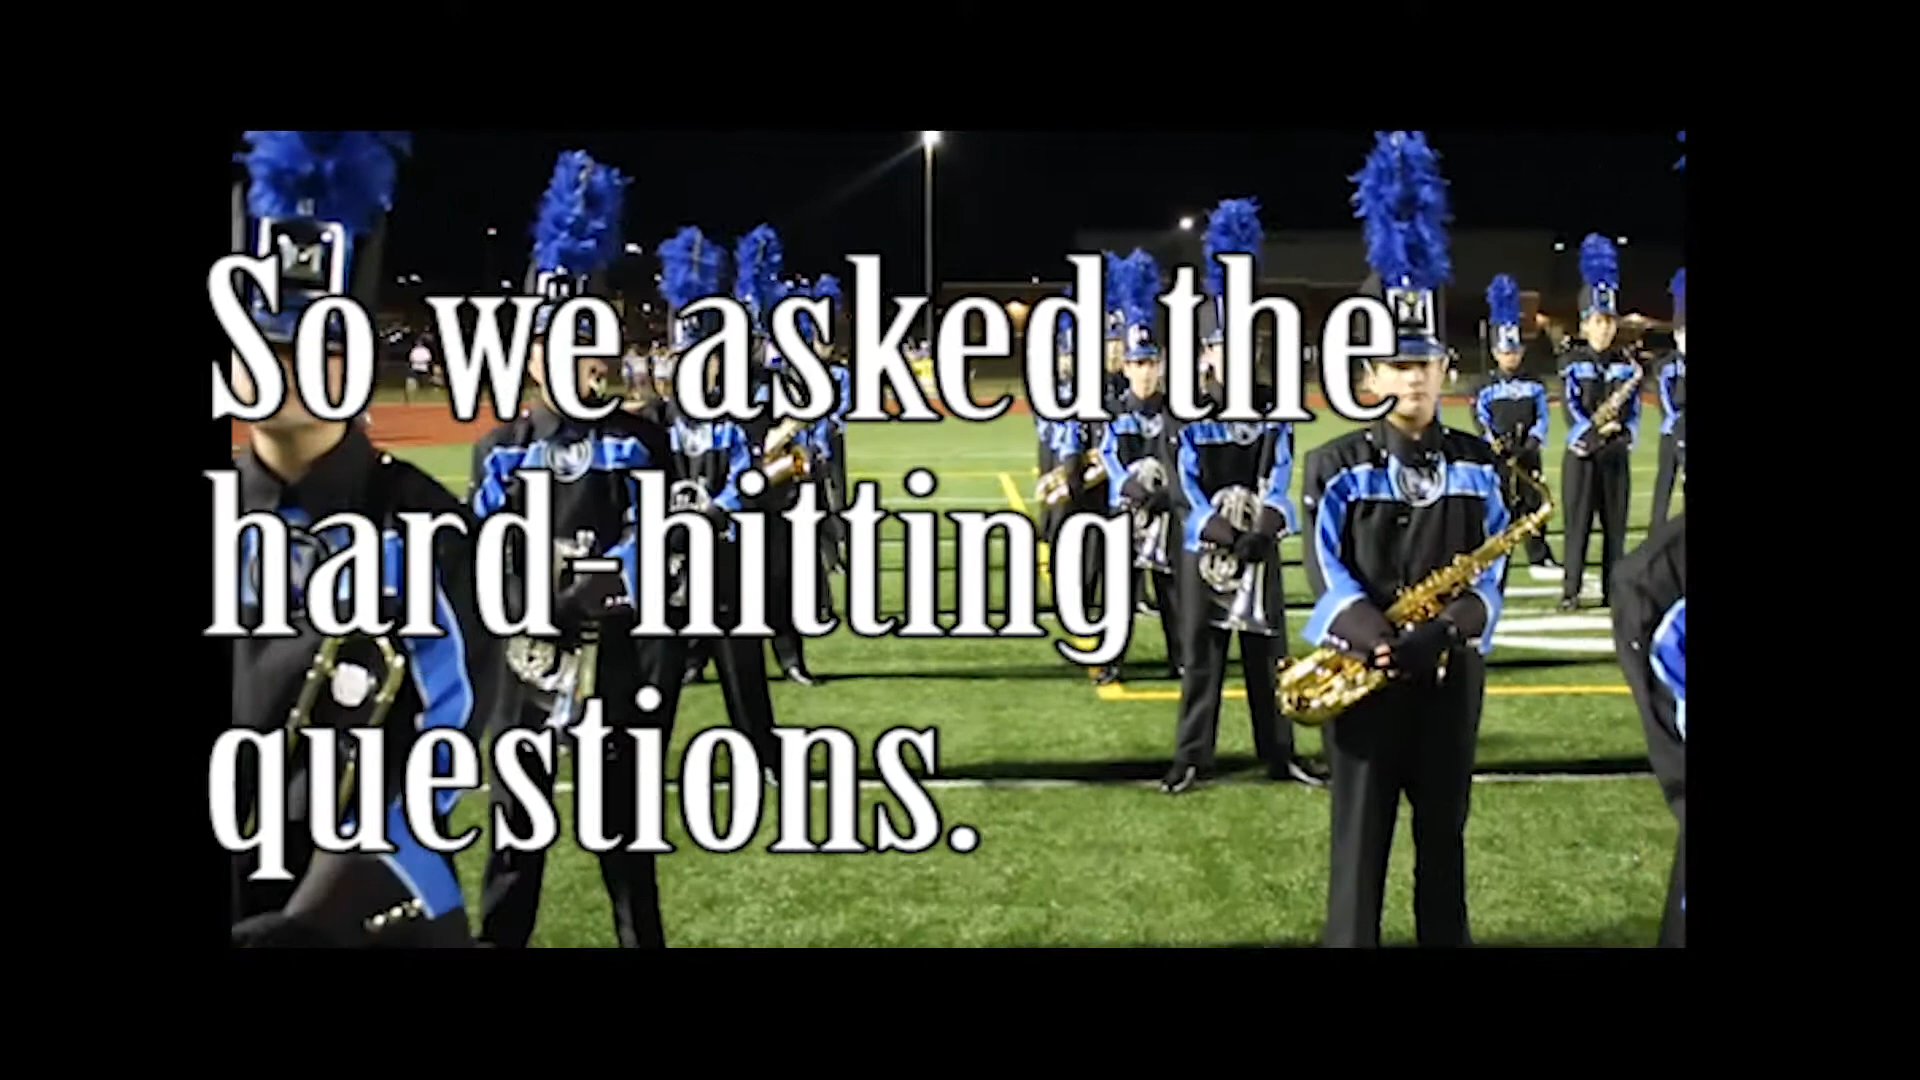 So we asked the
hard-hitting
questions.